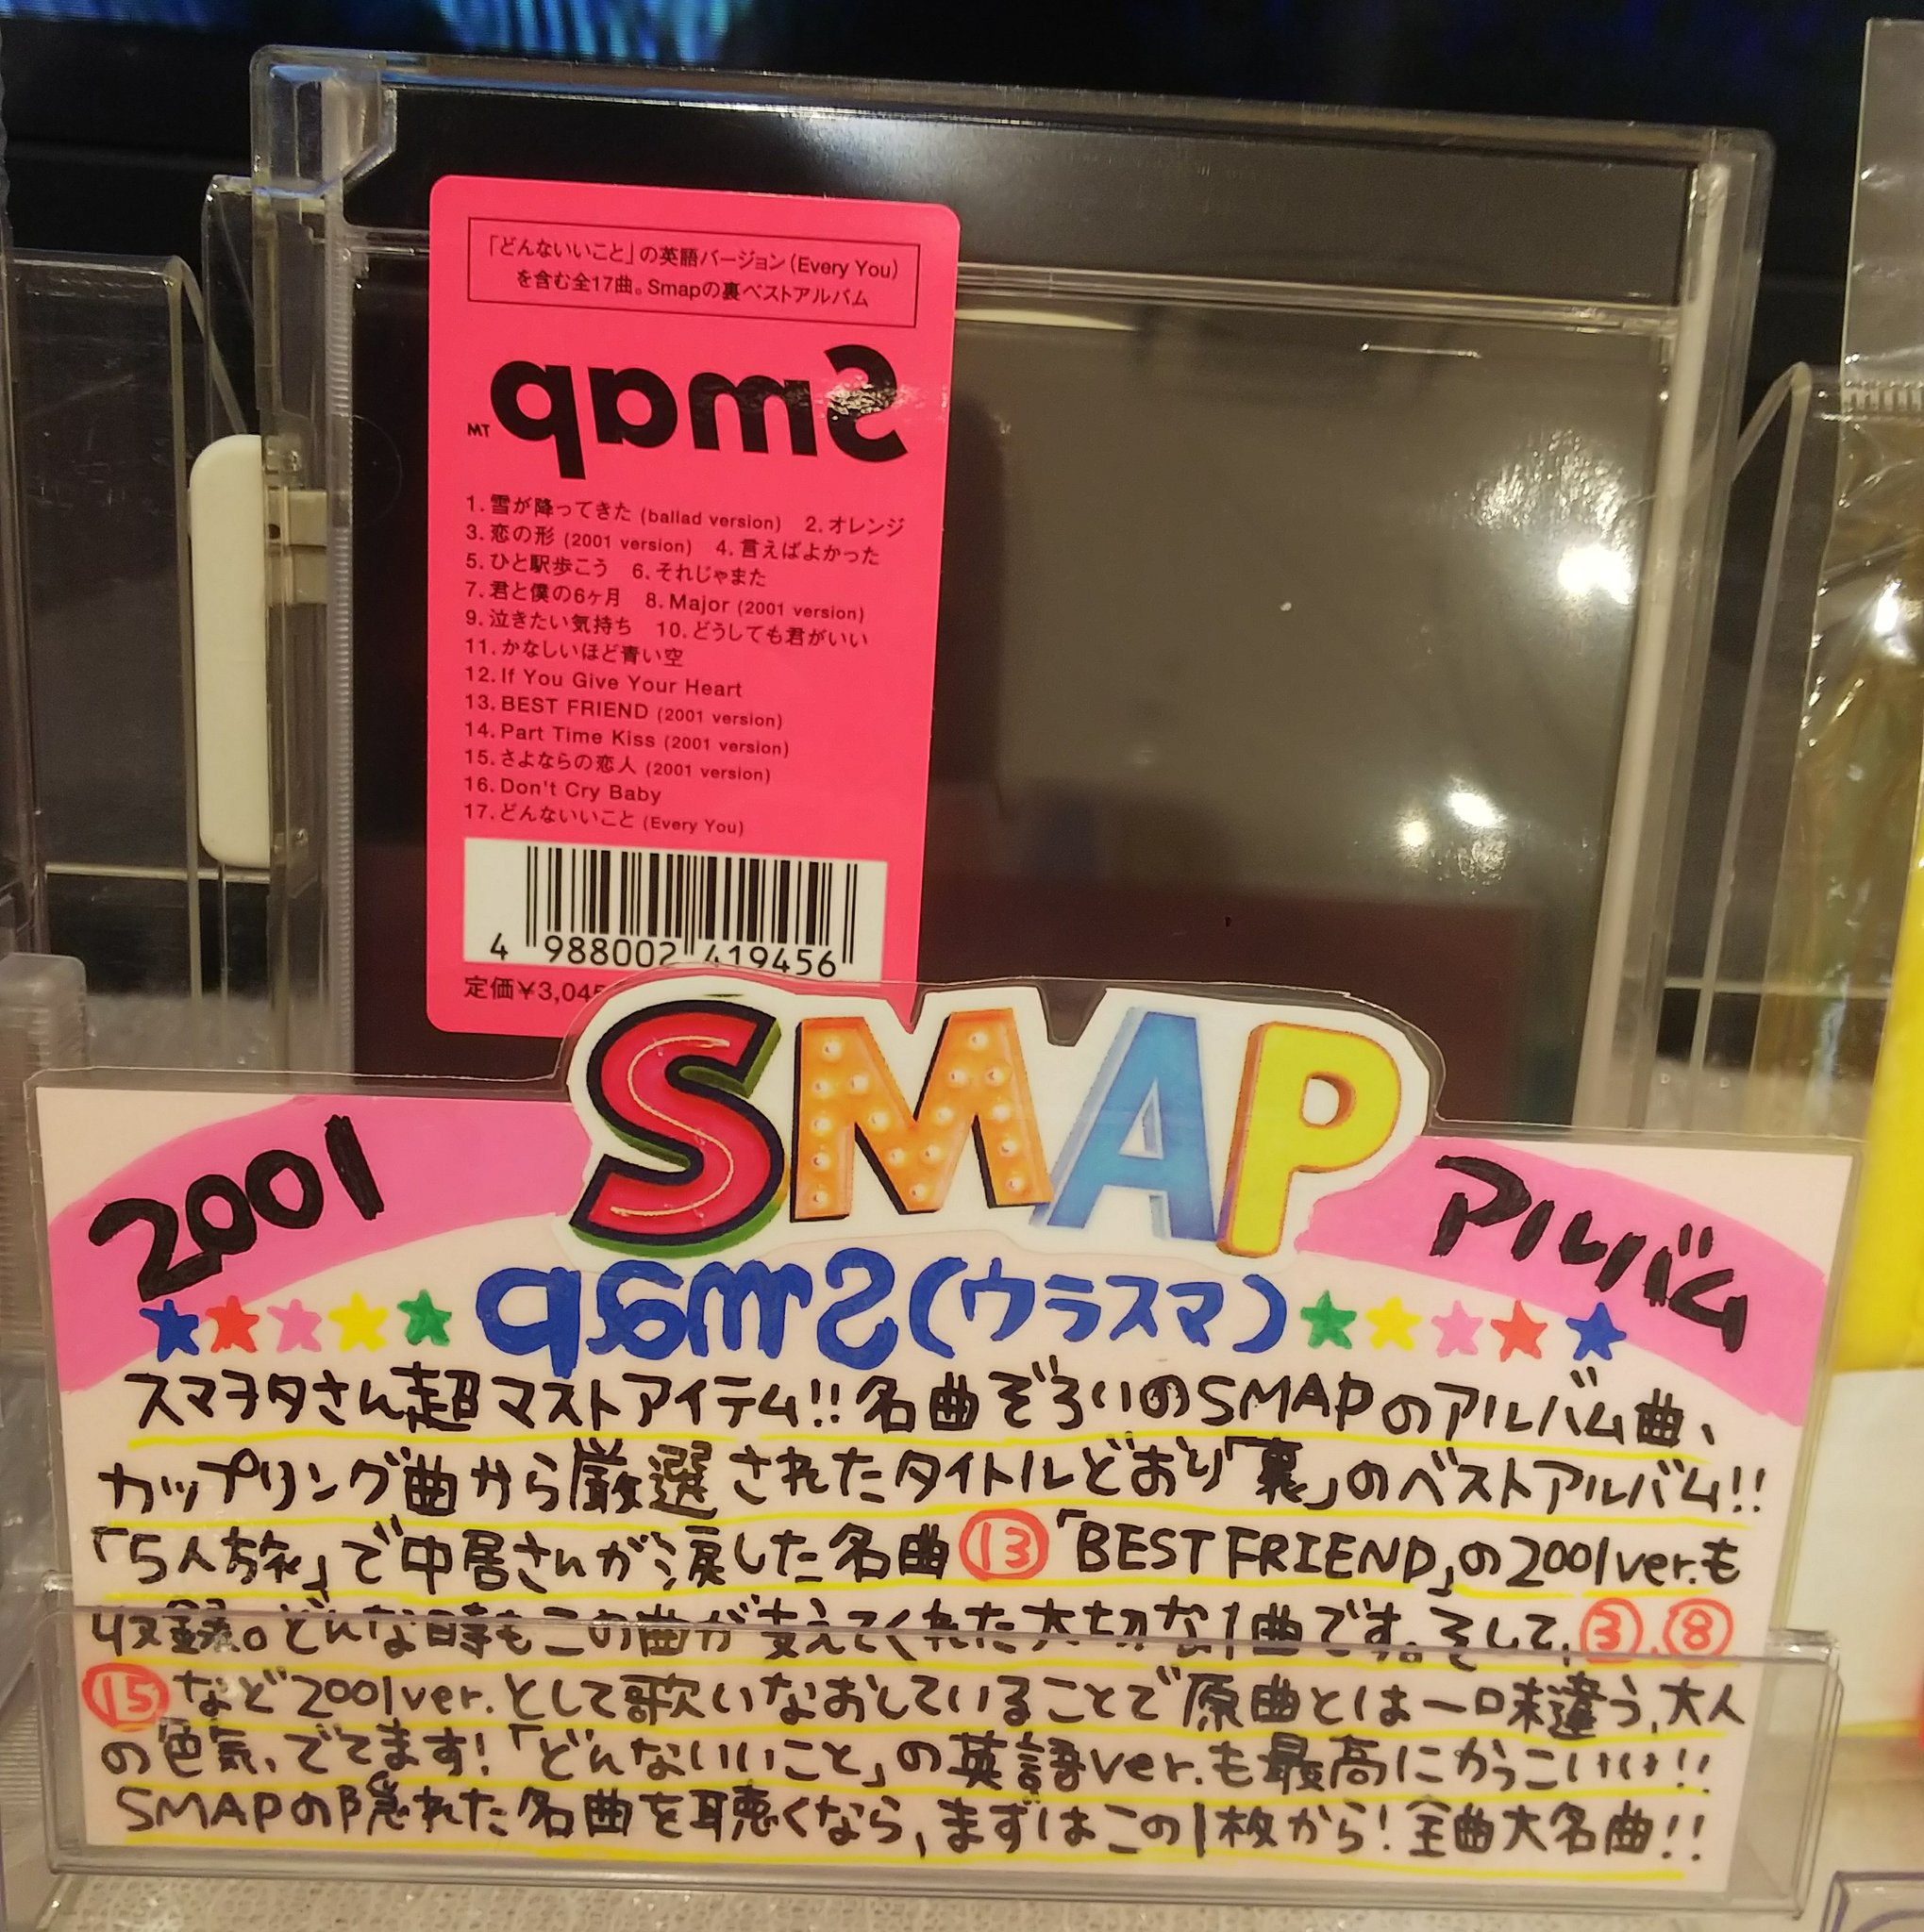 「どんないいこと」の英語バージョン(Every You)
を含む全17曲。Smapの裏ベストアルバム
Smap
TM
1. 雪が降ってきた (ballad version) 2. オレンジ
3. 恋の形 (2001 version) 4. 言えばよかった
5. ひと駅歩こう 6. それじゃまた
7. 君と僕の6ヶ月 8. Major (2001 version)
9. 泣きたい気持ち 10. どうしても君がいい
11. かなしいほど青い空
12. If You Give Your Heart
13. BEST FRIEND (2001 version)
14. Part Time Kiss (2001 version)
15. さよならの恋人 (2001 version)
16. Don't Cry Baby
17. どんないいこと (Every You)
4 988002 419456
定価¥3,045
2001 SMAP アルバム
Smap(ウラスマ)
スマヲタさん超マストアイテム!!名曲ぞろいのSMAPのアルバム曲、
カップリング曲から厳選されたタイトルどおり「裏」のベストアルバム!!
「5人旅」で中居さんが涙した名曲⑬「BEST FRIEND」の2001ver.も
収録。どんな時もこの曲が支えてくれた大切な1曲です。そして、③、⑧
⑮など2001ver.として歌いなおしていることで原曲とは一味違う、大人
の色気、でてます!「どんないいこと」の英語ver.も最高にかっこいい!!
SMAPの隠れた名曲を聴くなら、まずはこの1枚から!全曲大名曲!!